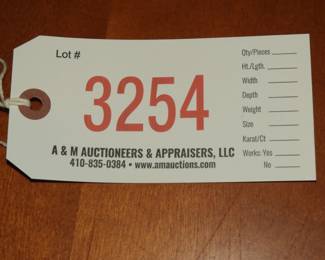 Lot #
3254
Qty/Pieces
Ht./Lgth.
Width
Depth
Weight
Size
Karat/Ct
Works: Yes
No
A & M AUCTIONEERS & APPRAISERS, LLC
410-835-0384 • www.amauctions.com